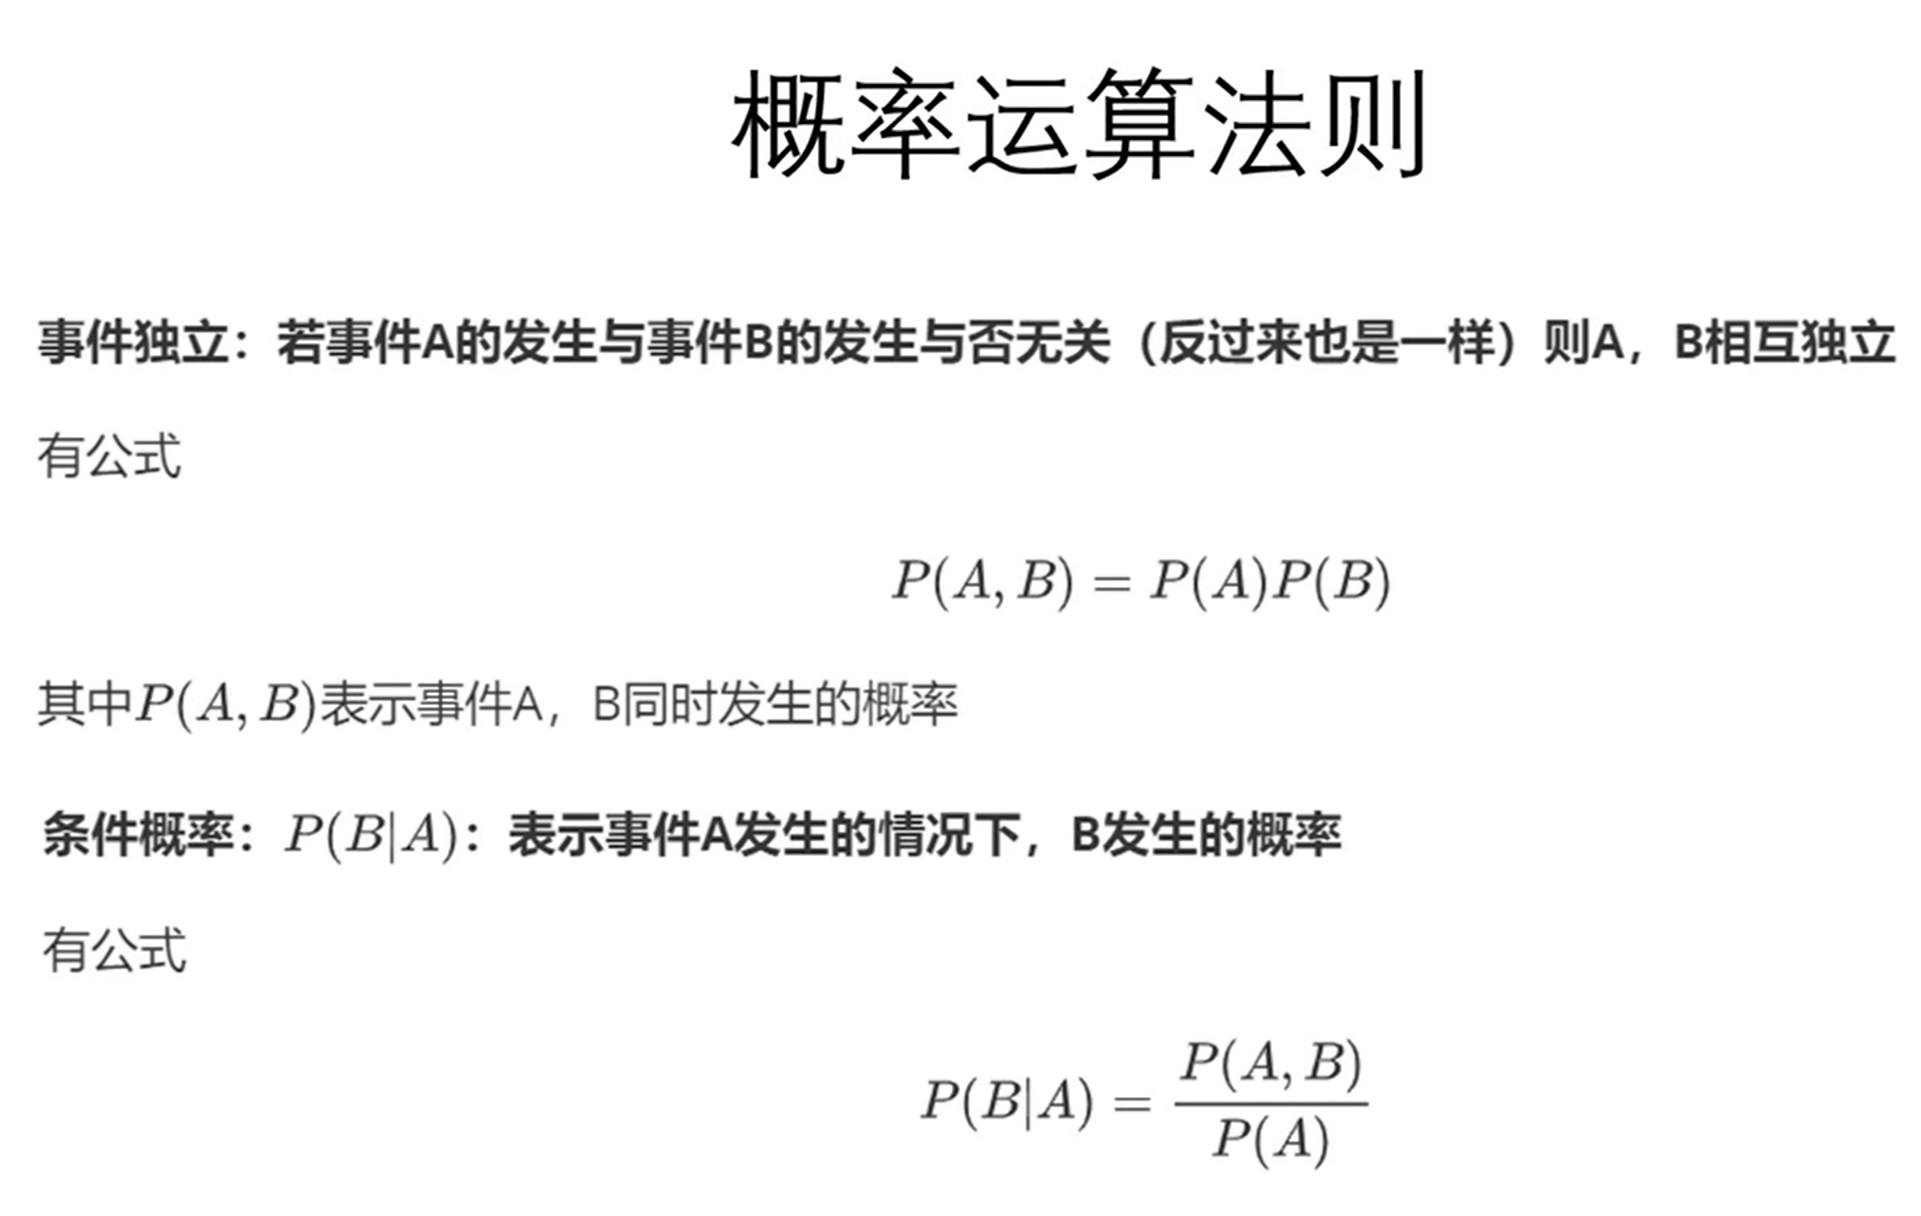 概率运算法则
事件独立：若事件A的发生与事件B的发生与否无关（反过来也是一样）则A，B相互独立
有公式
P(A, B) = P(A)P(B)
其中P(A, B)表示事件A，B同时发生的概率
条件概率：P(B|A)：表示事件A发生的情况下，B发生的概率
有公式
P(B|A) = \frac{P(A, B)}{P(A)}